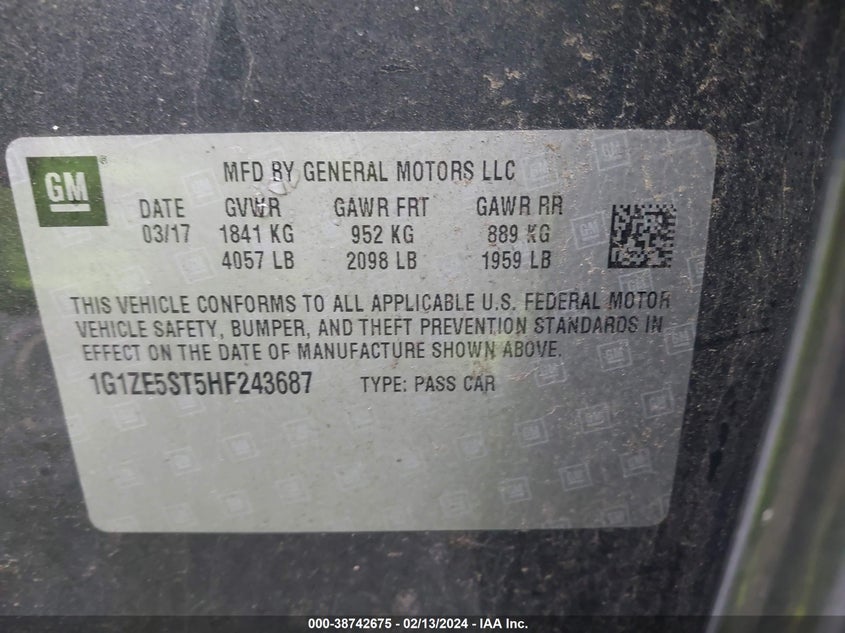 GM ® MFD BY GENERAL MOTORS LLC
DATE GVWR GAWR FRT GAWR RR
03/17 1841 KG 952 KG 889 KG
4057 LB 2098 LB 1959 LB
THIS VEHICLE CONFORMS TO ALL APPLICABLE U.S. FEDERAL MOTOR
VEHICLE SAFETY, BUMPER, AND THEFT PREVENTION STANDARDS IN
EFFECT ON THE DATE OF MANUFACTURE SHOWN ABOVE.
1G1ZE5ST5HF243687 TYPE: PASS CAR
000-38742675 - 02/13/2024 - IAA Inc.